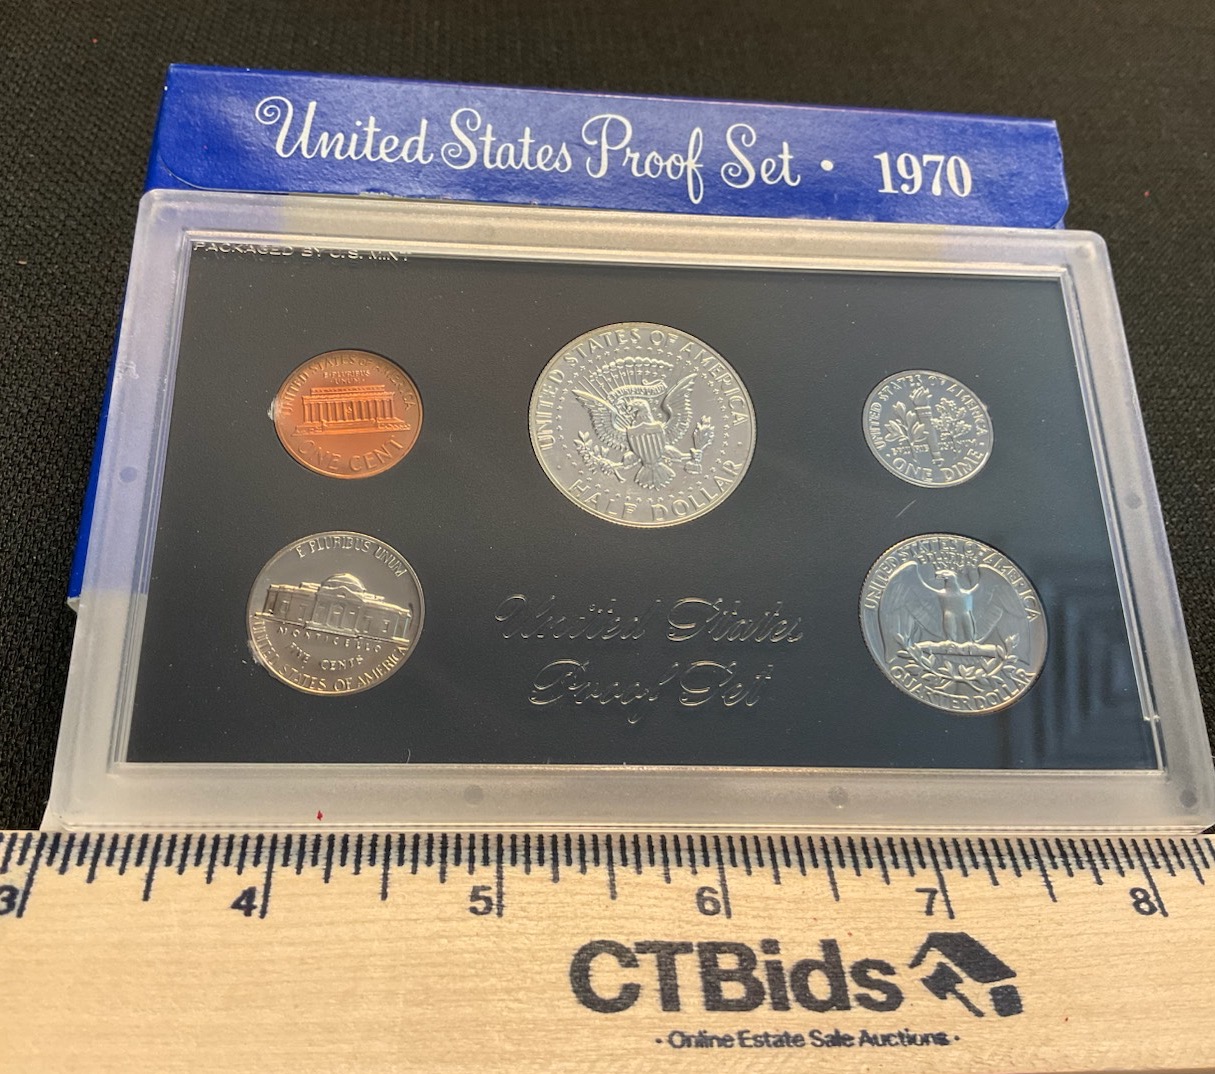 United States Proof Set • 1970
PACKAGED BY U.S. MINT
UNITED STATES OF AMERICA
E PLURIBUS
UNUM
ONE CENT
UNITED STATES OF AMERICA
HALF DOLLAR
UNITED STATES OF AMERICA
ONE DIME
E PLURIBUS UNUM
MONTICELLO
FIVE CENTS
UNITED STATES OF AMERICA
United States
Proof Set
UNITED STATES OF AMERICA
QUARTER DOLLAR
3 4 5 6 7 8
CTBids
• Online Estate Sale Auctions •